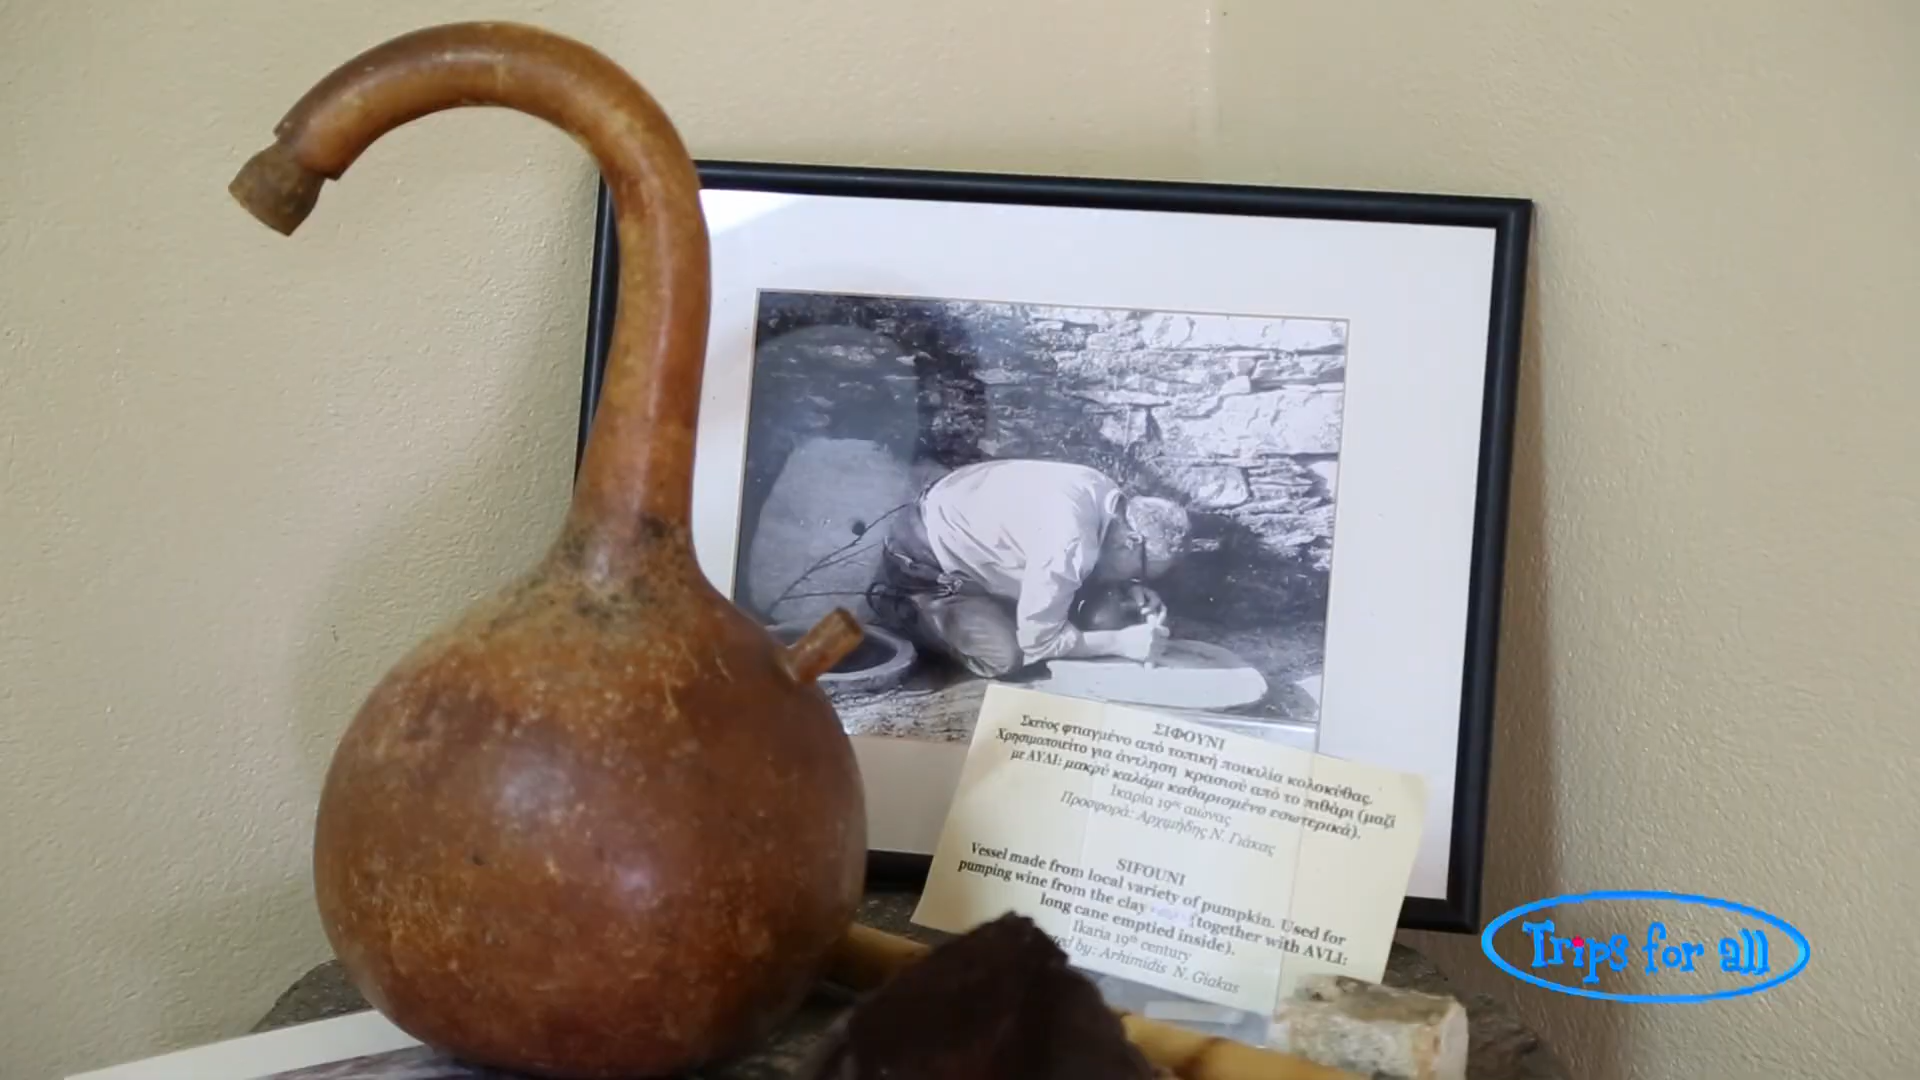 ΣΙΦΟΥΝΙ
Σκεύος φτιαγμένο από τοπική ποικιλία κολοκύθας.
Χρησιμοποιείτο για άντληση κρασιού από το πιθάρι (μαζί
με ΑΥΛΙ: μακρύ καλάμι καθαρισμένο εσωτερικά).
Ικαρία 19ος αιώνας
Προσφορά: Αρχιμήδης Ν. Γιάκας
SIFOUNI
Vessel made from local variety of pumpkin. Used for
pumping wine from the clay (together with AVLI:
long cane emptied inside).
Ikaria 19th century
by: Arhimidis N. Giakas
Trips for all